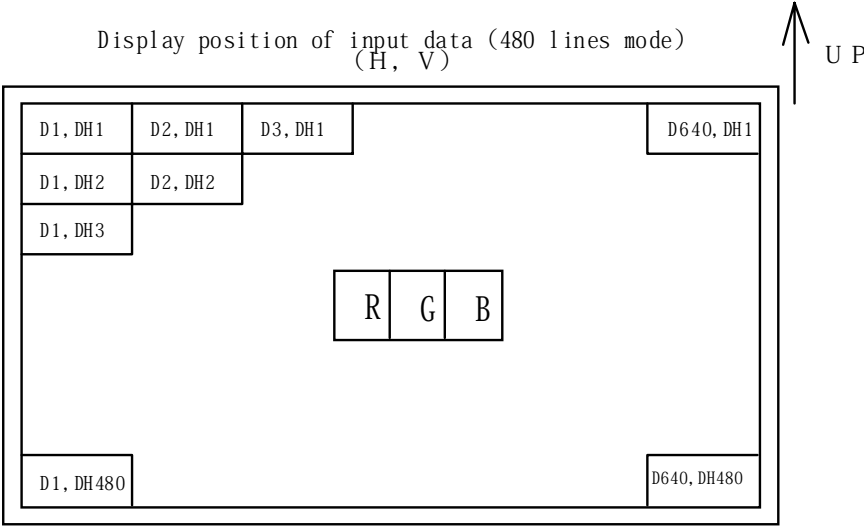 Display position of input data (480 lines mode)
(H, V)
UP
D1, DH1 D2, DH1 D3, DH1 D640, DH1
D1, DH2 D2, DH2
D1, DH3
R G B
D1, DH480 D640, DH480